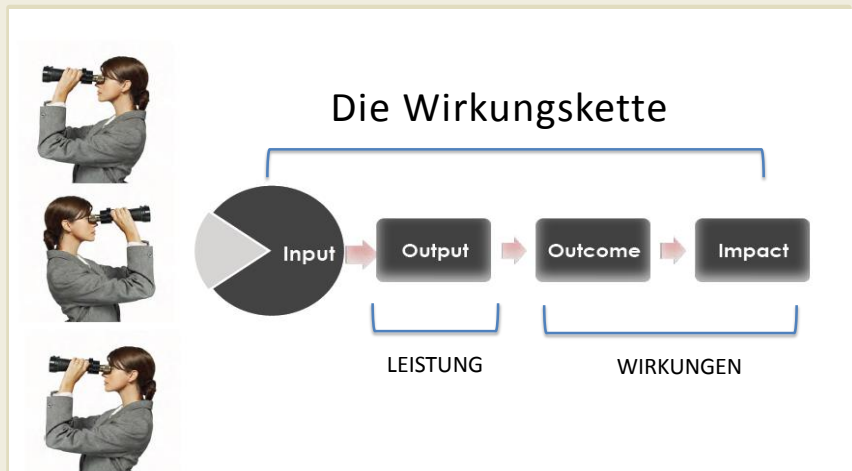 Die Wirkungskette
Input
Output
Outcome
Impact
LEISTUNG
WIRKUNGEN